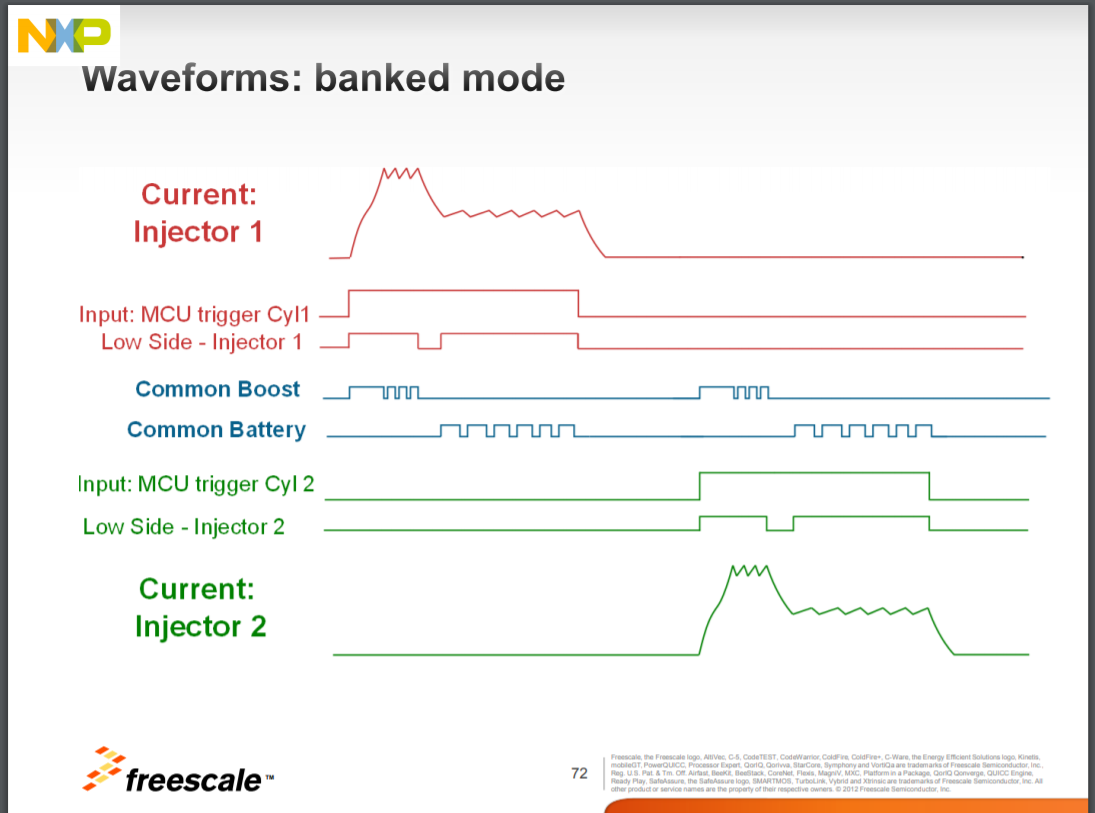 NXP
Waveforms: banked mode
Current:
Injector 1
Input: MCU trigger Cyl1
Low Side - Injector 1
Common Boost
Common Battery
Input: MCU trigger Cyl 2
Low Side - Injector 2
Current:
Injector 2
freescale™
72
Freescale, the Freescale logo, AltiVec, C-5, CodeTEST, CodeWarrior, ColdFire, ColdFire+, C-Ware, the Energy Efficient Solutions logo, Kinetis,
mobileGT, PowerQUICC, Processor Expert, QorIQ, Qorivva, StarCore, Symphony and VortiQa are trademarks of Freescale Semiconductor, Inc.,
Reg. U.S. Pat. & Tm. Off. Airfast, BeeKit, BeeStack, CoreNet, Flexis, MagniV, MXC, Platform in a Package, QorIQ Qonverge, QUICC Engine,
Ready Play, SafeAssure, the SafeAssure logo, SMARTMOS, TurboLink, Vybrid and Xtrinsic are trademarks of Freescale Semiconductor, Inc. All
other product or service names are the property of their respective owners. © 2012 Freescale Semiconductor, Inc.